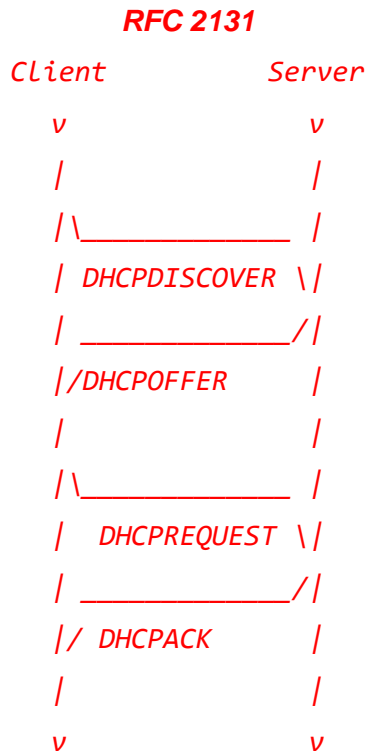 RFC 2131
Client Server
v v
| |
|\_____________ |
| DHCPDISCOVER \|
| _____________/|
|/DHCPOFFER |
| |
|\_____________ |
| DHCPREQUEST \|
| _____________/|
|/ DHCPACK |
| |
v v